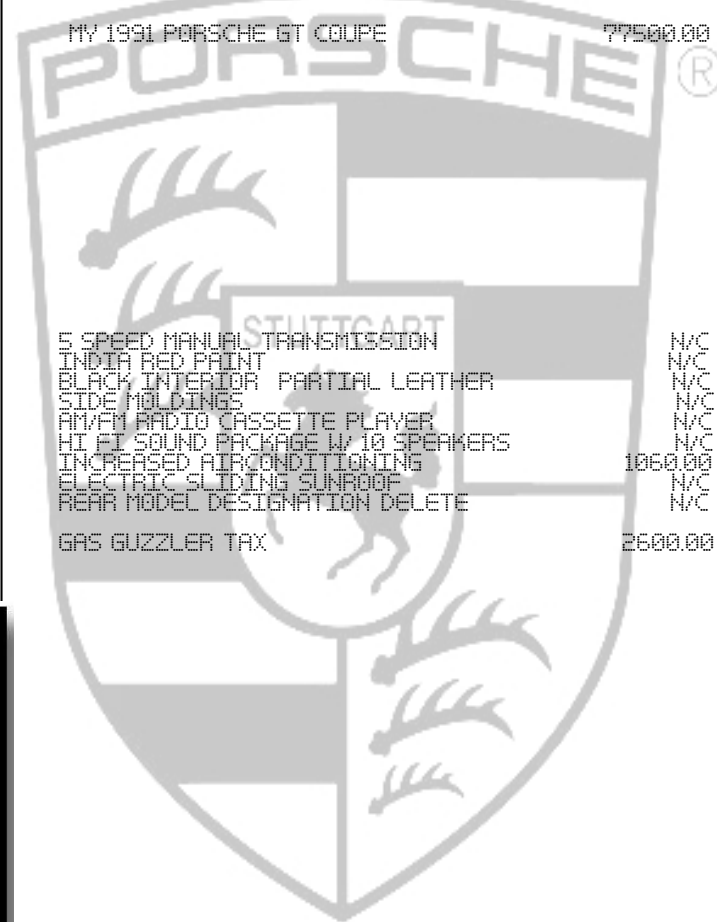 MY 1991 PORSCHE GT COUPE 77500.00
PORSCHE ®
STUTTGART
5 SPEED MANUAL TRANSMISSION N/C
INDIA RED PAINT N/C
BLACK INTERIOR PARTIAL LEATHER N/C
SIDE MOLDINGS N/C
AM/FM RADIO CASSETTE PLAYER N/C
HI FI SOUND PACKAGE W/ 10 SPEAKERS N/C
INCREASED AIRCONDITIONING 1060.00
ELECTRIC SLIDING SUNROOF N/C
REAR MODEL DESIGNATION DELETE N/C
GAS GUZZLER TAX 2600.00